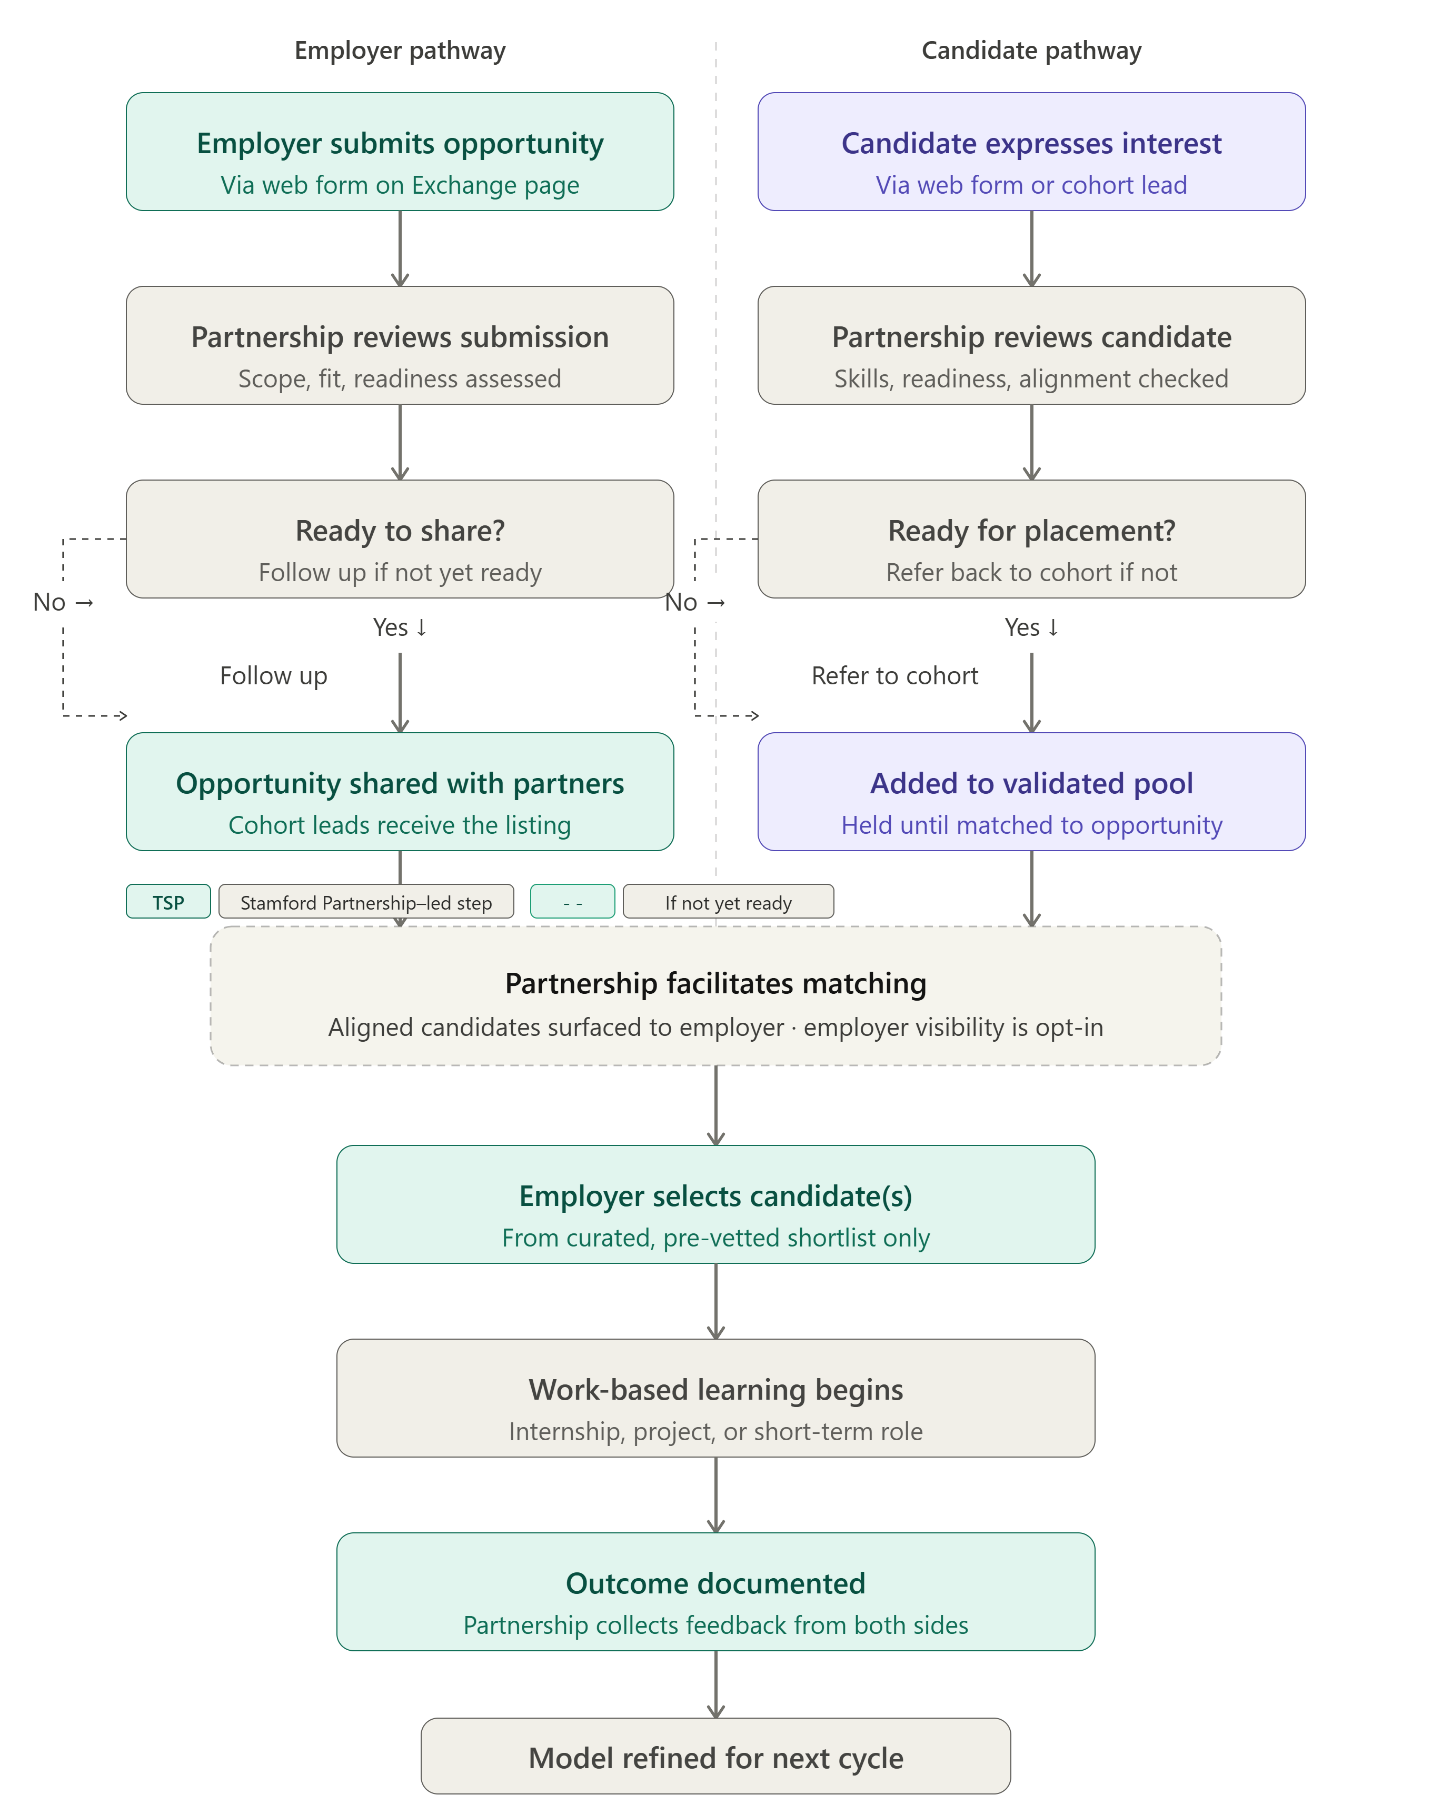 Employer pathway
Candidate pathway
Employer submits opportunity
Via web form on Exchange page
Candidate expresses interest
Via web form or cohort lead
Partnership reviews submission
Scope, fit, readiness assessed
Partnership reviews candidate
Skills, readiness, alignment checked
Ready to share?
Follow up if not yet ready
Ready for placement?
Refer back to cohort if not
No →
Yes ↓
Follow up
No →
Yes ↓
Refer to cohort
Opportunity shared with partners
Cohort leads receive the listing
Added to validated pool
Held until matched to opportunity
TSP
Stamford Partnership–led step
- -
If not yet ready
Partnership facilitates matching
Aligned candidates surfaced to employer · employer visibility is opt-in
Employer selects candidate(s)
From curated, pre-vetted shortlist only
Work-based learning begins
Internship, project, or short-term role
Outcome documented
Partnership collects feedback from both sides
Model refined for next cycle